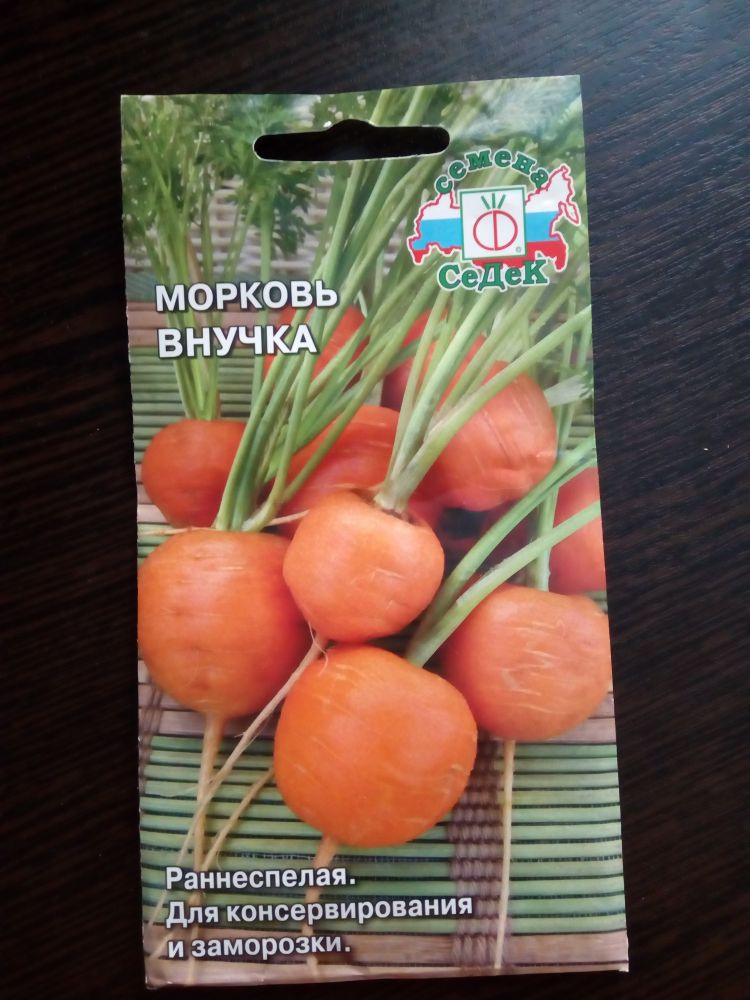 семена
СеДеК
МОРКОВЬ
ВНУЧКА
Раннеспелая.
Для консервирования
и заморозки.